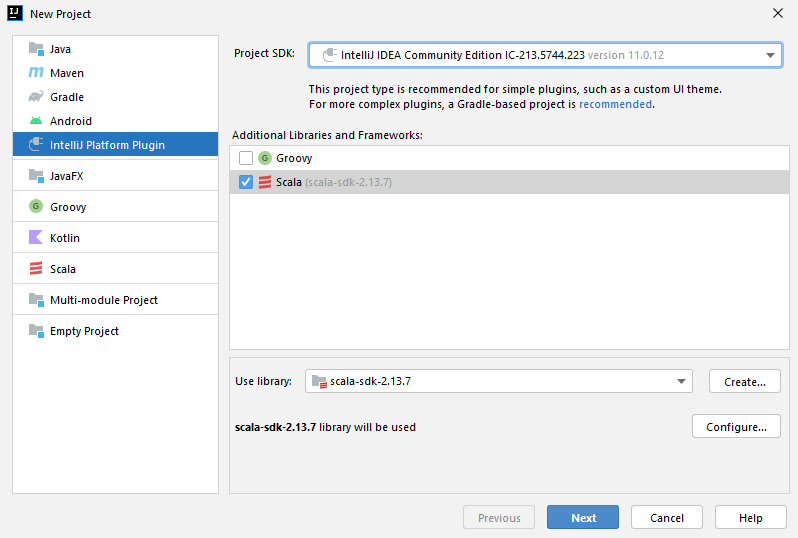 New Project
Java
Maven
Gradle
Android
IntelliJ Platform Plugin
JavaFX
Groovy
Kotlin
Scala
Multi-module Project
Empty Project
Project SDK: IntelliJ IDEA Community Edition IC-213.5744.223 version 11.0.12
This project type is recommended for simple plugins, such as a custom UI theme.
For more complex plugins, a Gradle-based project is recommended.
Additional Libraries and Frameworks:
Groovy
Scala (scala-sdk-2.13.7)
Use library: scala-sdk-2.13.7 Create...
scala-sdk-2.13.7 library will be used Configure...
Previous Next Cancel Help